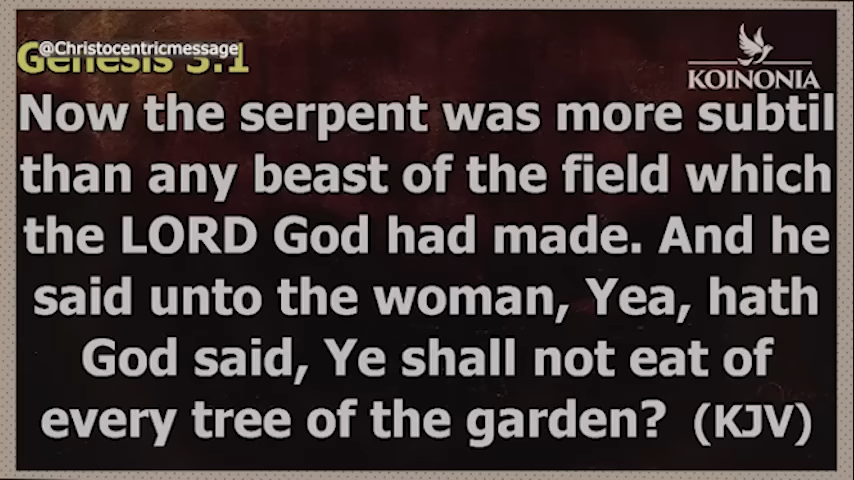 @Christocentricmessage
Genesis 3:1
KOINONIA
Now the serpent was more subtil
than any beast of the field which
the LORD God had made. And he
said unto the woman, Yea, hath
God said, Ye shall not eat of
every tree of the garden? (KJV)